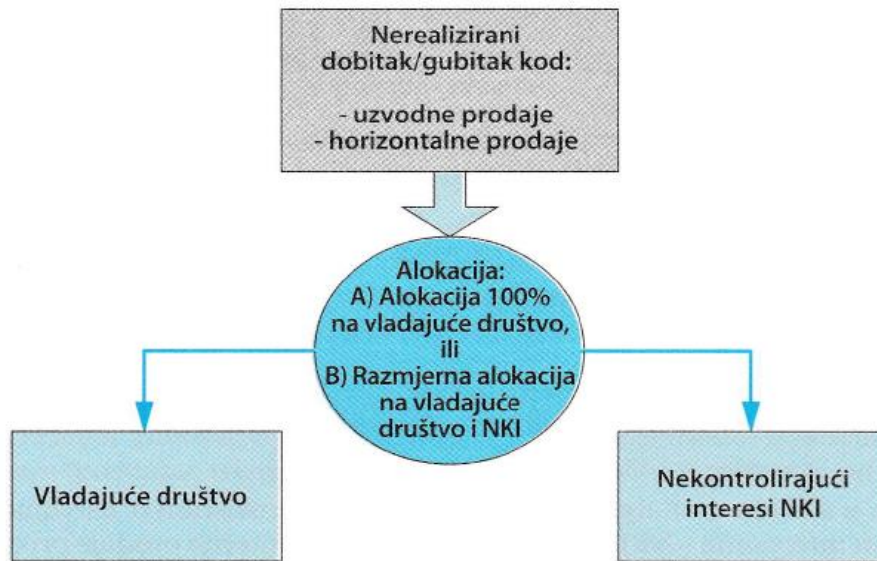 Nerealizirani
dobitak/gubitak kod:
- uzvodne prodaje
- horizontalne prodaje
Alokacija:
A) Alokacija 100%
na vladajuće društvo,
ili
B) Razmjerna alokacija
na vladajuće
društvo i NKI
Vladajuće društvo
Nekontrolirajući
interesi NKI